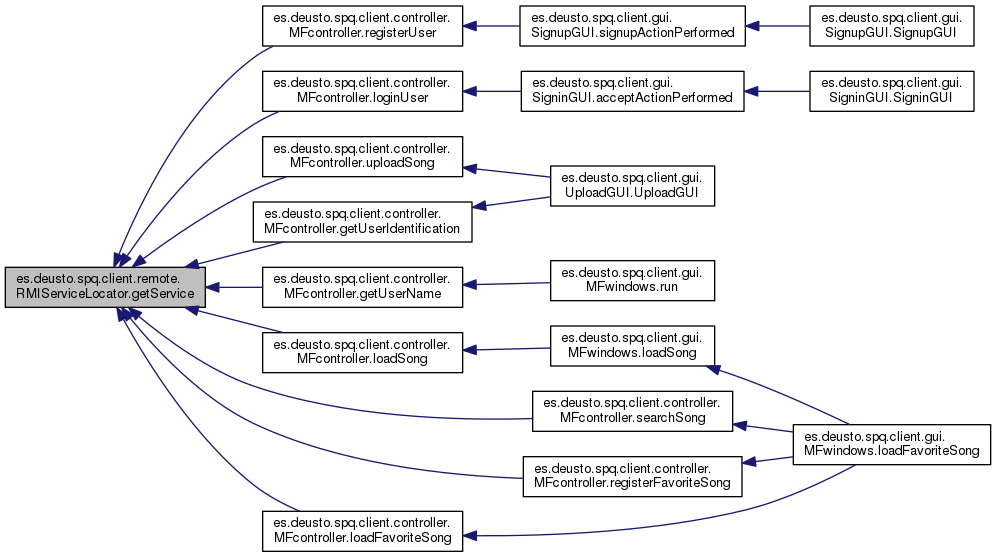 es.deusto.spq.client.controller.
MFcontroller.registerUser
es.deusto.spq.client.gui.
SignupGUI.signupActionPerformed
es.deusto.spq.client.gui.
SignupGUI.SignupGUI
es.deusto.spq.client.controller.
MFcontroller.loginUser
es.deusto.spq.client.gui.
SigninGUI.acceptActionPerformed
es.deusto.spq.client.gui.
SigninGUI.SigninGUI
es.deusto.spq.client.controller.
MFcontroller.uploadSong
es.deusto.spq.client.gui.
UploadGUI.UploadGUI
es.deusto.spq.client.controller.
MFcontroller.getUserIdentification
es.deusto.spq.client.remote.
RMIServiceLocator.getService
es.deusto.spq.client.controller.
MFcontroller.getUserName
es.deusto.spq.client.gui.
MFwindows.run
es.deusto.spq.client.controller.
MFcontroller.loadSong
es.deusto.spq.client.gui.
MFwindows.loadSong
es.deusto.spq.client.controller.
MFcontroller.searchSong
es.deusto.spq.client.gui.
MFwindows.loadFavoriteSong
es.deusto.spq.client.controller.
MFcontroller.registerFavoriteSong
es.deusto.spq.client.controller.
MFcontroller.loadFavoriteSong